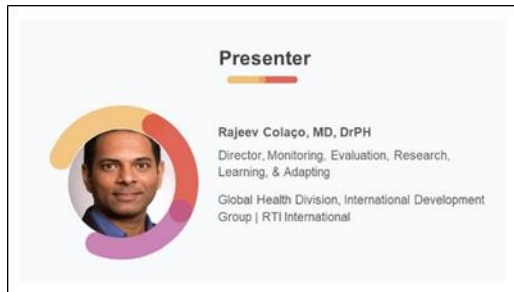 Presenter
Rajeev Colaço, MD, DrPH
Director, Monitoring, Evaluation, Research,
Learning, & Adapting
Global Health Division, International Development
Group | RTI International